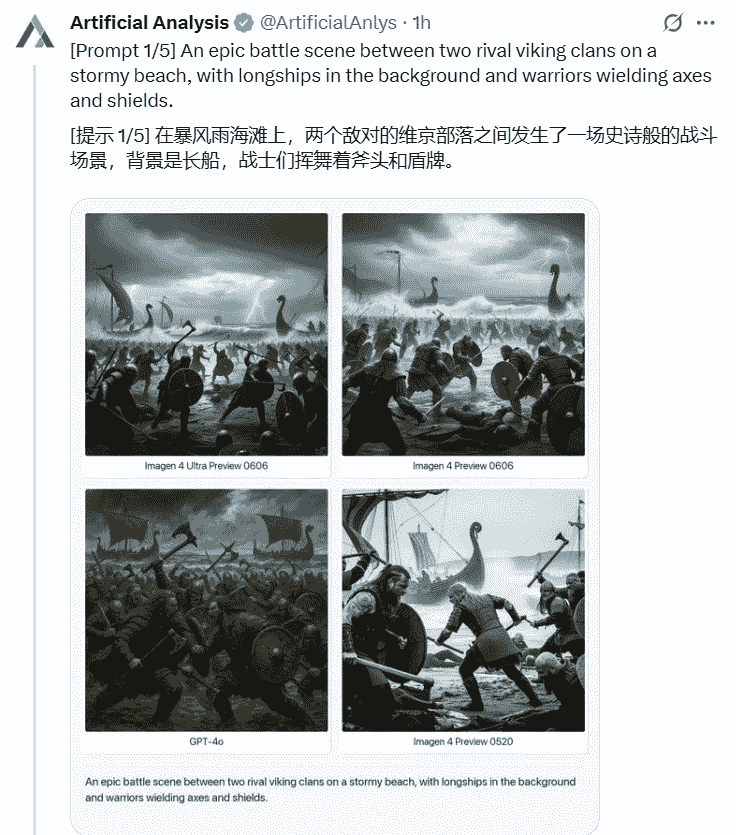 Artificial Analysis @ArtificialAnlys · 1h
[Prompt 1/5] An epic battle scene between two rival viking clans on a
stormy beach, with longships in the background and warriors wielding axes
and shields.
[提示 1/5] 在暴风雨海滩上，两个敌对的维京部落之间发生了一场史诗般的战斗
场景，背景是长船，战士们挥舞着斧头和盾牌。
Imagen 4 Ultra Preview 0606
Imagen 4 Preview 0606
GPT-4o
Imagen 4 Preview 0520
An epic battle scene between two rival viking clans on a stormy beach, with longships in the background
and warriors wielding axes and shields.